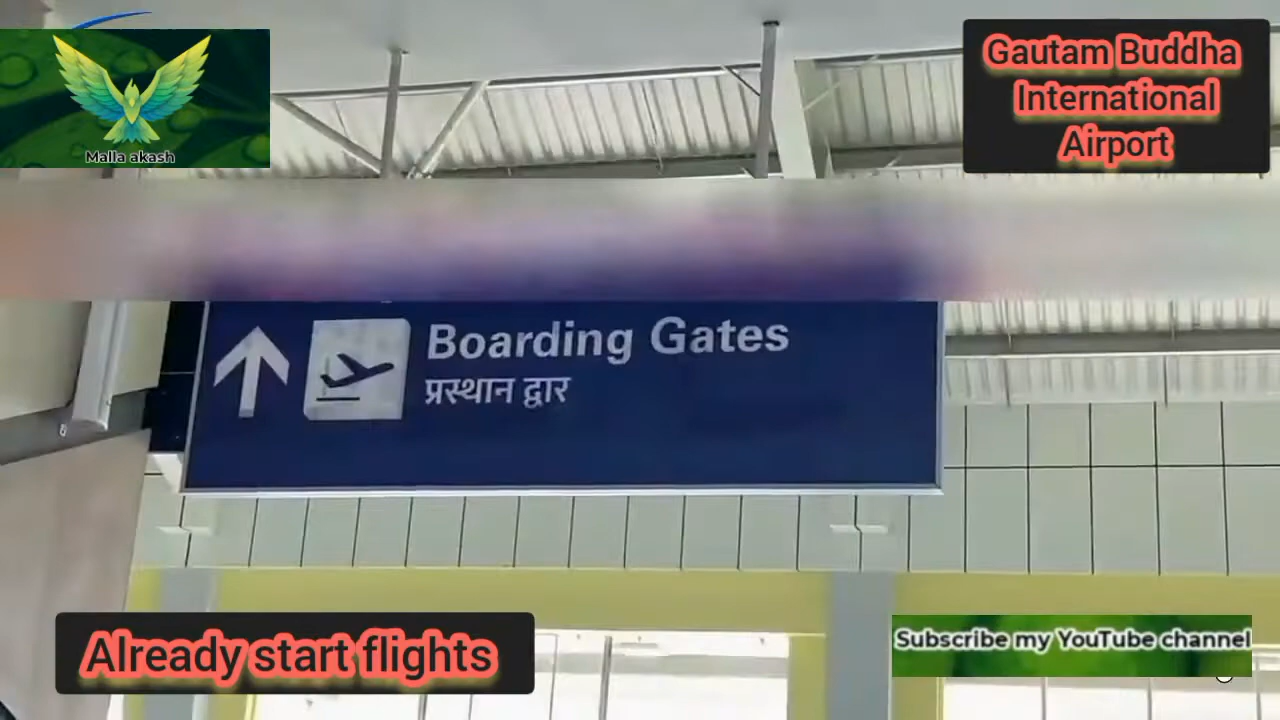 Malla akash
Gautam Buddha
International
Airport
Boarding Gates
प्रस्थान द्वार
Already start flights
Subscribe my YouTube channel